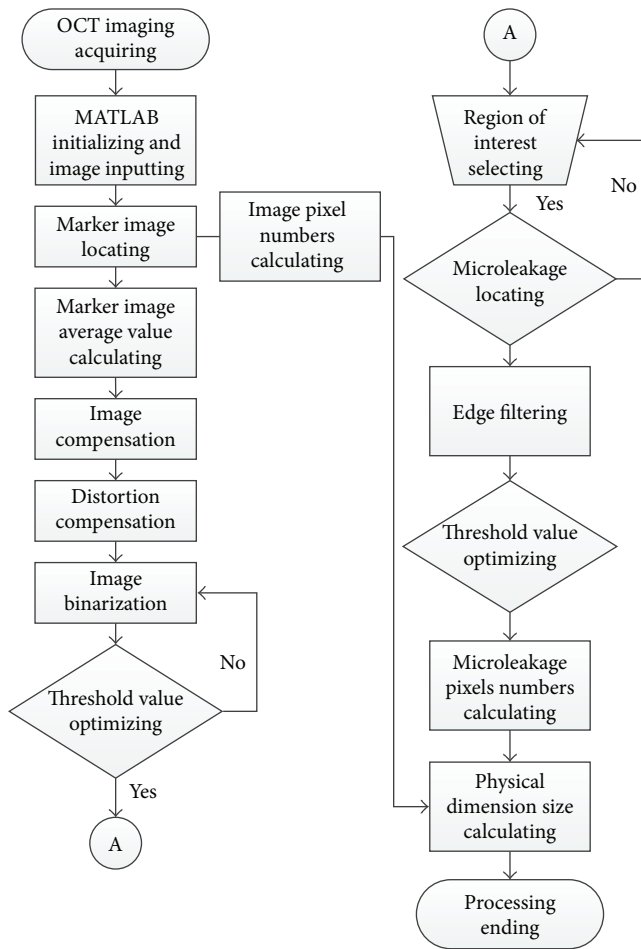 OCT imaging
acquiring
MATLAB
initializing and
image inputting
Marker image
locating
Image pixel
numbers
calculating
Marker image
average value
calculating
Image
compensation
Distortion
compensation
Image
binarization
No
Threshold value
optimizing
Yes
A
A
Region of
interest
selecting
No
Yes
Microleakage
locating
Edge filtering
Threshold value
optimizing
Microleakage
pixels numbers
calculating
Physical
dimension size
calculating
Processing
ending